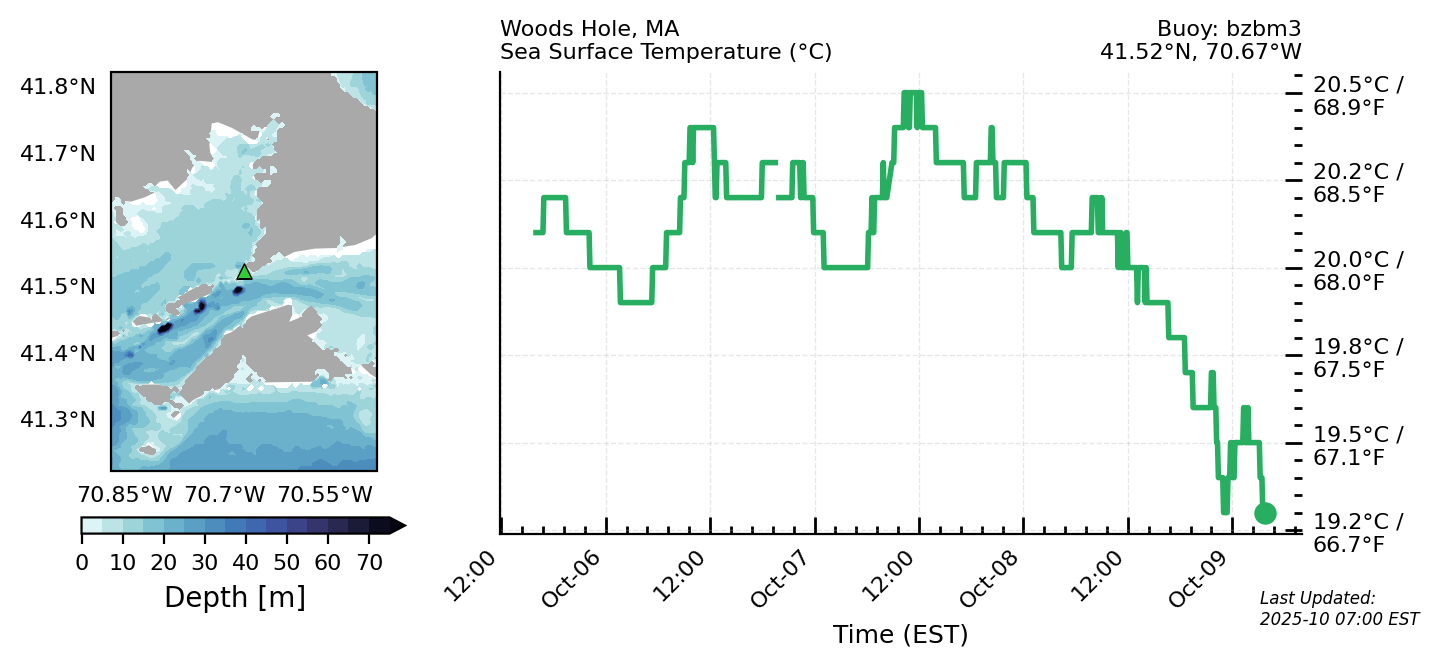 Woods Hole, MA
Sea Surface Temperature (°C)
Buoy: bzbm3
41.52°N, 70.67°W
41.8°N
41.7°N
41.6°N
41.5°N
41.4°N
41.3°N
70.85°W 70.7°W 70.55°W
0 10 20 30 40 50 60 70
Depth [m]
20.5°C /
68.9°F
20.2°C /
68.5°F
20.0°C /
68.0°F
19.8°C /
67.5°F
19.5°C /
67.1°F
19.2°C /
66.7°F
12:00 Oct-06 12:00 Oct-07 12:00 Oct-08 12:00 Oct-09
Time (EST)
Last Updated:
2025-10 07:00 EST